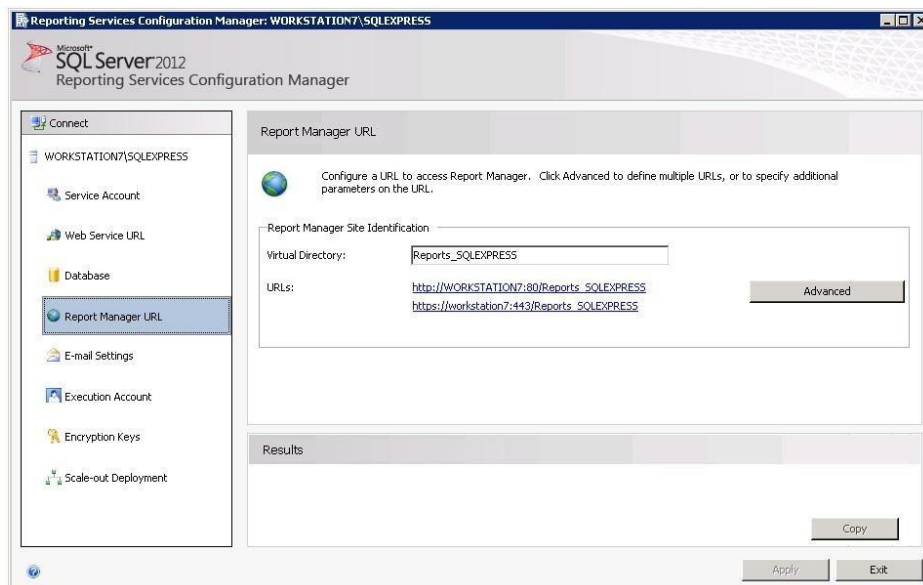 Reporting Services Configuration Manager: WORKSTATION7\SQLEXPRESS
Microsoft®
SQL Server 2012
Reporting Services Configuration Manager
Connect
WORKSTATION7\SQLEXPRESS
Service Account
Web Service URL
Database
Report Manager URL
E-mail Settings
Execution Account
Encryption Keys
Scale-out Deployment
Report Manager URL
Configure a URL to access Report Manager. Click Advanced to define multiple URLs, or to specify additional
parameters on the URL.
Report Manager Site Identification
Virtual Directory: Reports_SQLEXPRESS
URLs: http://WORKSTATION7:80/Reports_SQLEXPRESS
https://workstation7:443/Reports_SQLEXPRESS
Advanced
Results
Copy
Apply Exit